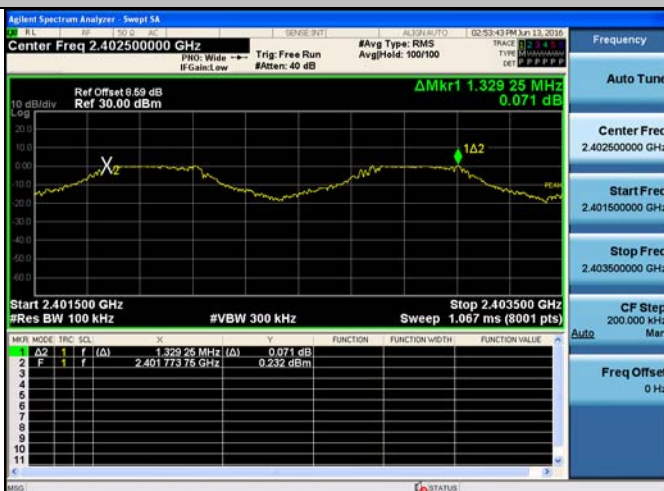 Agilent Spectrum Analyzer - Swept SA
RL RF 50 Ω AC SENSE:INT ALIGN AUTO 02:53:43 PM Jun 13, 2016
Center Freq 2.402500000 GHz
PNO: Wide
IFGain:Low
Trig: Free Run
#Atten: 40 dB
#Avg Type: RMS
Avg|Hold: 100/100
TRACE 1 2 3 4 5
TYPE
DET P P P P P P
Ref Offset 8.59 dB
Ref 30.00 dBm
10 dB/div
Log
ΔMkr1 1.329 25 MHz
0.071 dB
20.0
10.0
0.00
-10.0
-20.0
-30.0
-40.0
-50.0
-60.0
X2
1Δ2
PEAK
Start 2.401500 GHz
Stop 2.403500 GHz
#Res BW 100 kHz
#VBW 300 kHz
Sweep 1.067 ms (8001 pts)
MKR MODE TRC SCL X Y FUNCTION FUNCTION WIDTH FUNCTION VALUE
1 Δ2 1 f (Δ) 1.329 25 MHz (Δ) 0.071 dB
2 F 1 f 2.401 773 75 GHz 0.232 dBm
3
4
5
6
7
8
9
10
11
MSG
STATUS
Frequency
Auto Tune
Center Freq
2.402500000 GHz
Start Freq
2.401500000 GHz
Stop Freq
2.403500000 GHz
CF Step
200.000 kHz
Auto Man
Freq Offset
0 Hz